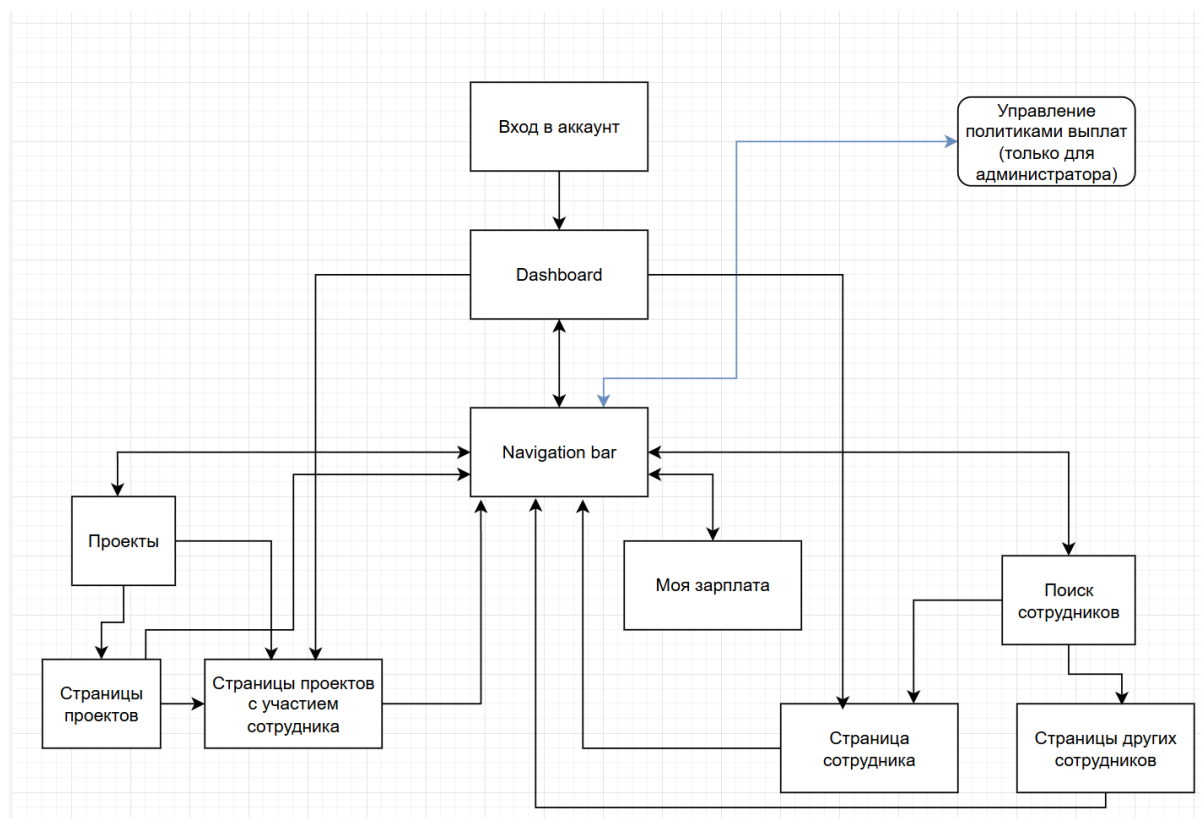 Вход в аккаунт
Управление
политиками выплат
(только для
администратора)
Dashboard
Navigation bar
Проекты
Моя зарплата
Поиск
сотрудников
Страницы
проектов
Страницы проектов
с участием
сотрудника
Страница
сотрудника
Страницы других
сотрудников